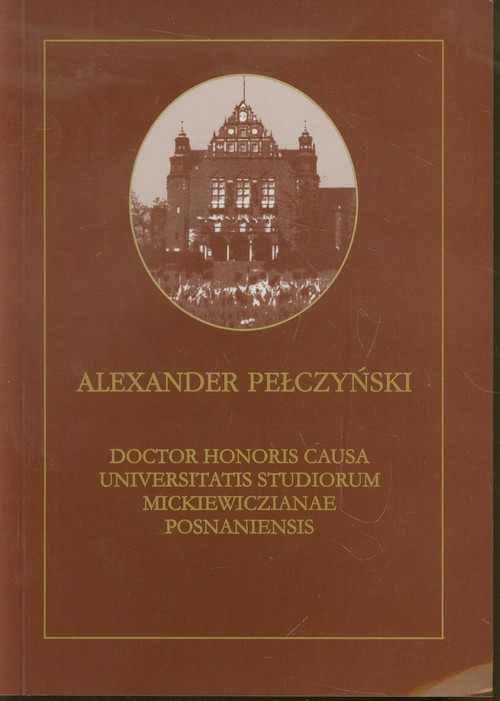 ALEXANDER PEŁCZYŃSKI
DOCTOR HONORIS CAUSA
UNIVERSITATIS STUDIORUM
MICKIEWICZIANAE
POSNANIENSIS